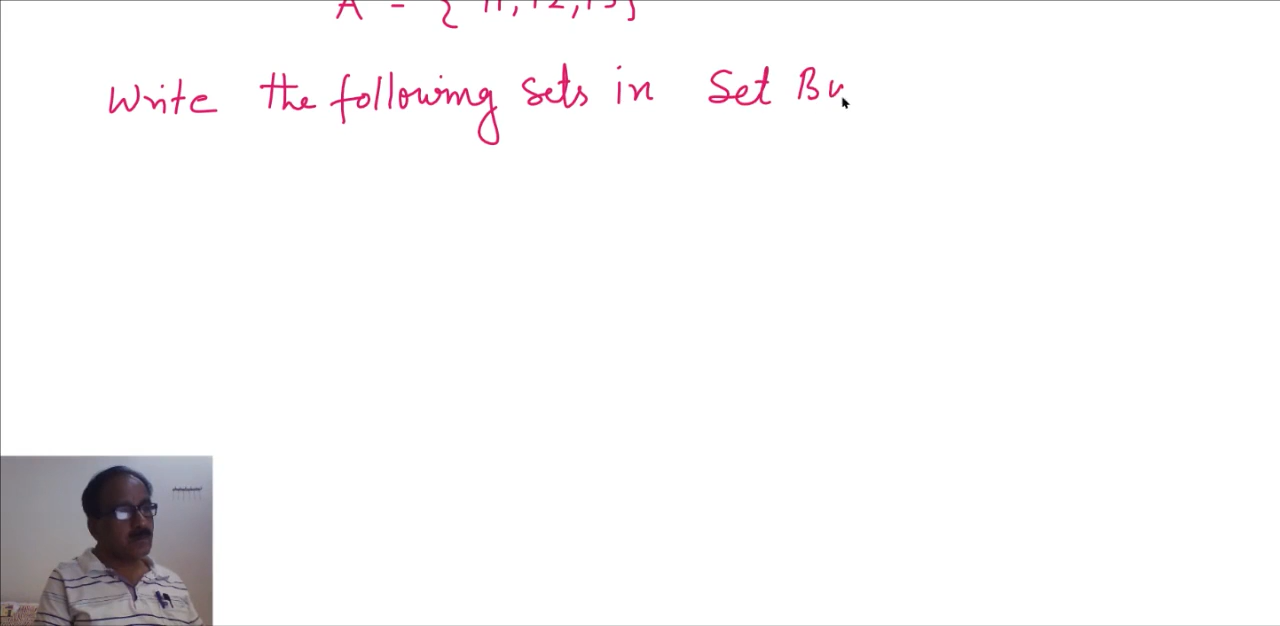 A = { 11, 12, 13 }
Write the following sets in Set Bu